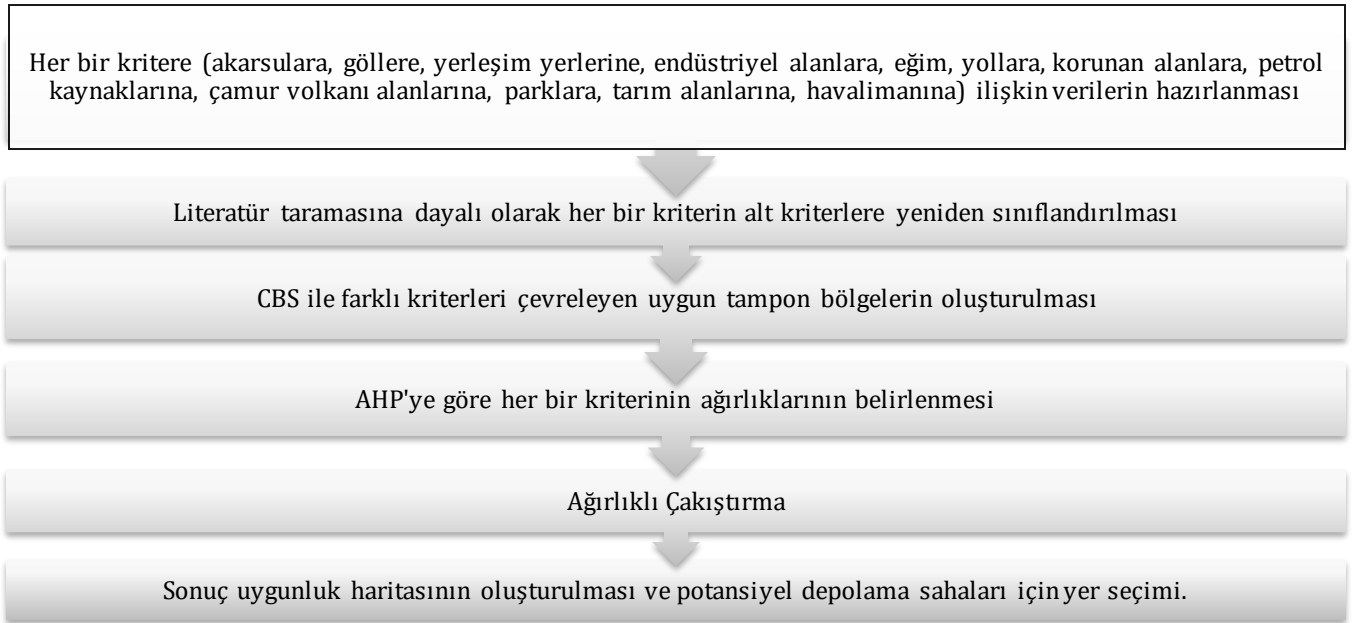 Her bir kritere (akarsulara, göllere, yerleşim yerlerine, endüstriyel alanlara, eğim, yollara, korunan alanlara, petrol
kaynaklarına, çamur volkanı alanlarına, parklara, tarım alanlarına, havalimanına) ilişkin verilerin hazırlanması
Literatür taramasına dayalı olarak her bir kriterin alt kriterlere yeniden sınıflandırılması
CBS ile farklı kriterleri çevreleyen uygun tampon bölgelerin oluşturulması
AHP'ye göre her bir kriterinin ağırlıklarının belirlenmesi
Ağırlıklı Çakıştırma
Sonuç uygunluk haritasının oluşturulması ve potansiyel depolama sahaları için yer seçimi.